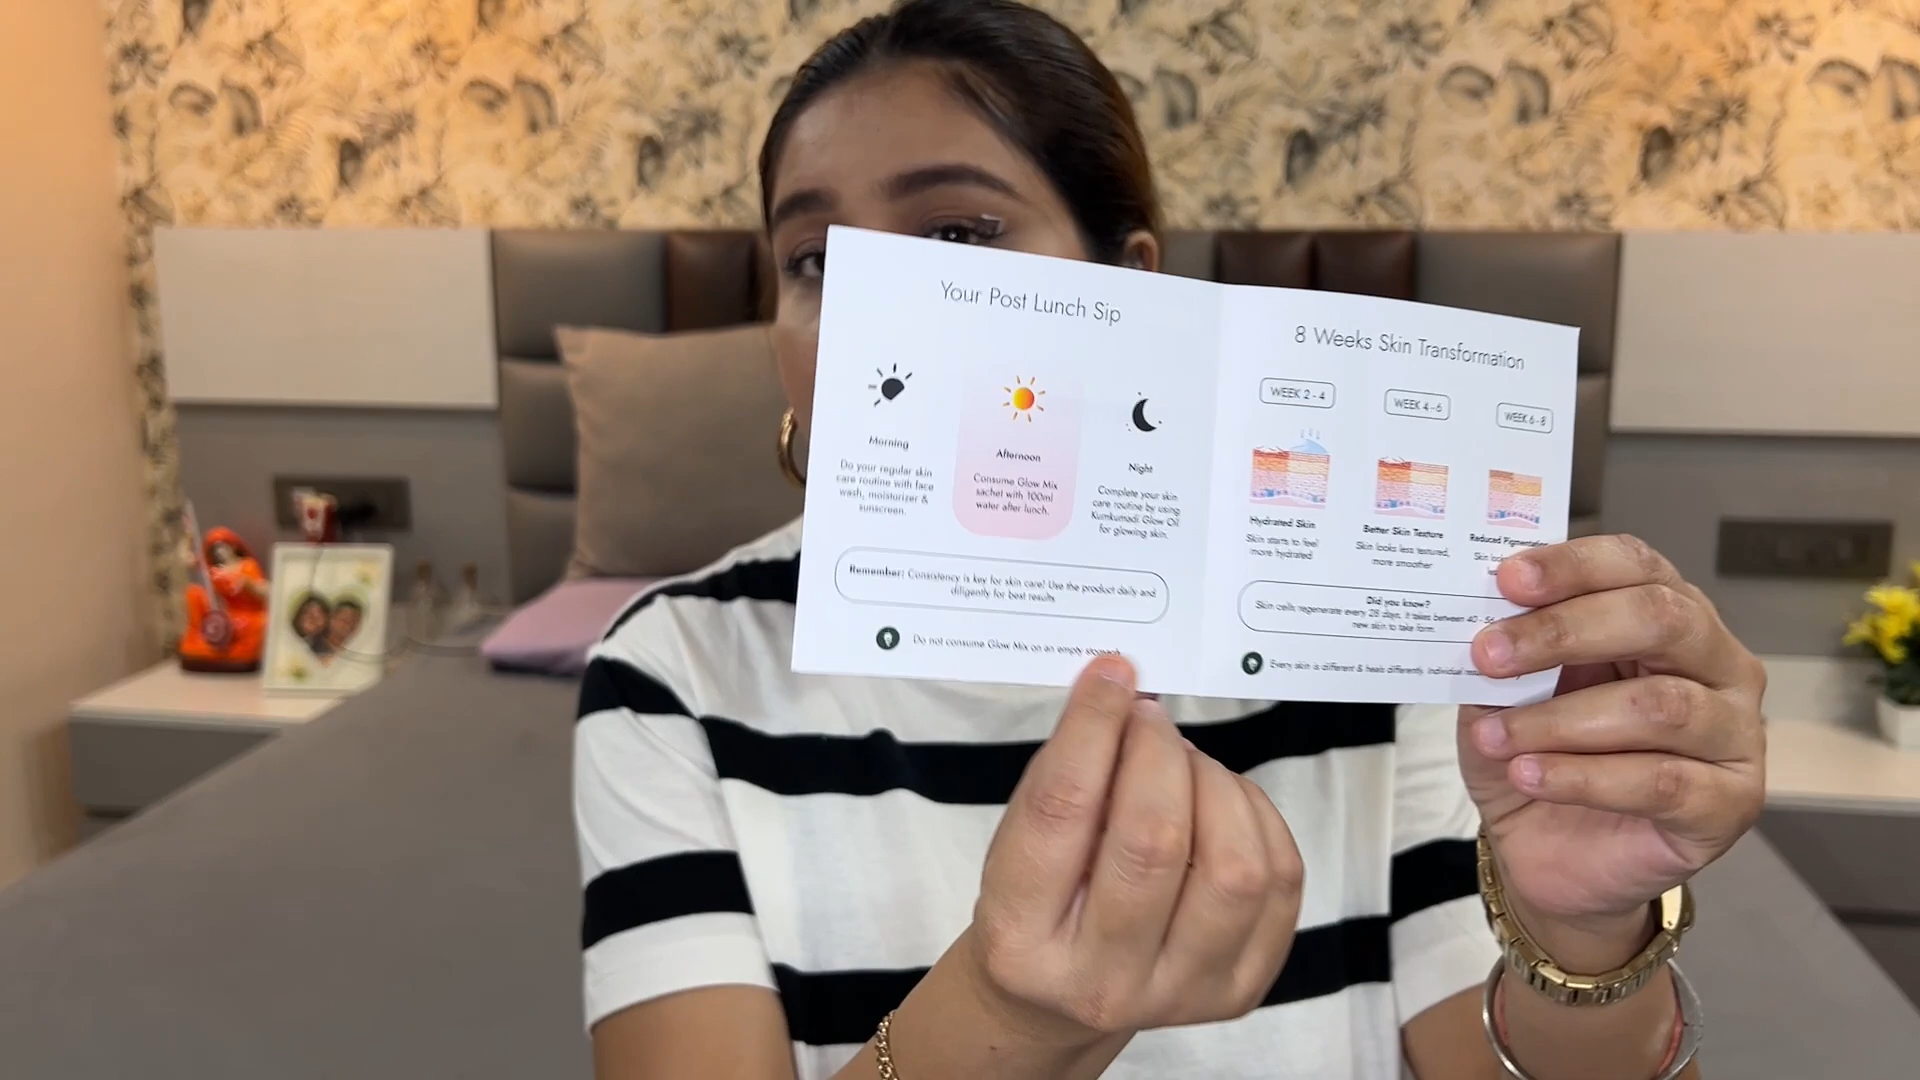 Your Post Lunch Sip
Morning
Do your regular skin
care routine with face
wash, moisturizer &
sunscreen.
Afternoon
Consume Glow Mix
sachet with 100ml
water after lunch.
Night
Complete your skin
care routine by using
Kumkumadi Glow Oil
for glowing skin.
Remember: Consistency is key for skin care! Use the product daily and
diligently for best results
Do not consume Glow Mix on an empty stomach
8 Weeks Skin Transformation
WEEK 2 - 4
Hydrated Skin
Skin starts to feel
more hydrated
WEEK 4 - 6
Better Skin Texture
Skin looks less textured,
more smoother
WEEK 6 - 8
Reduced Pigmentation
Skin
Did you know?
Skin cells regenerate every 28 days. It takes between 40 -
new skin to take form.
Every skin is different & heals differently. Individual